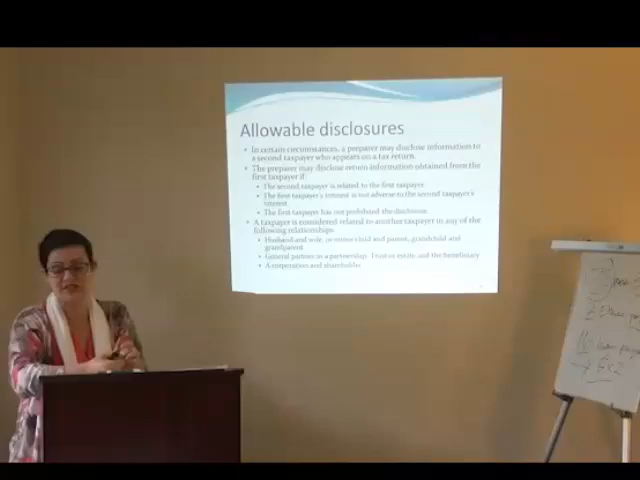 Allowable disclosures
In certain circumstances, a preparer may disclose information to
a second taxpayer who appears on a tax return.
The preparer may disclose return information obtained from the
first taxpayer if:
The second taxpayer is related to the first taxpayer
The first taxpayer's interest is not adverse to the second taxpayer's
interest
The first taxpayer has not prohibited the disclosure
A taxpayer is considered related to another taxpayer in any of the
following relationships
Husband and wife, or minor child and parent, grandchild and
grandparent
General partner in a partnership Trust or estate and the beneficiary
A corporation and shareholder
3
6x2